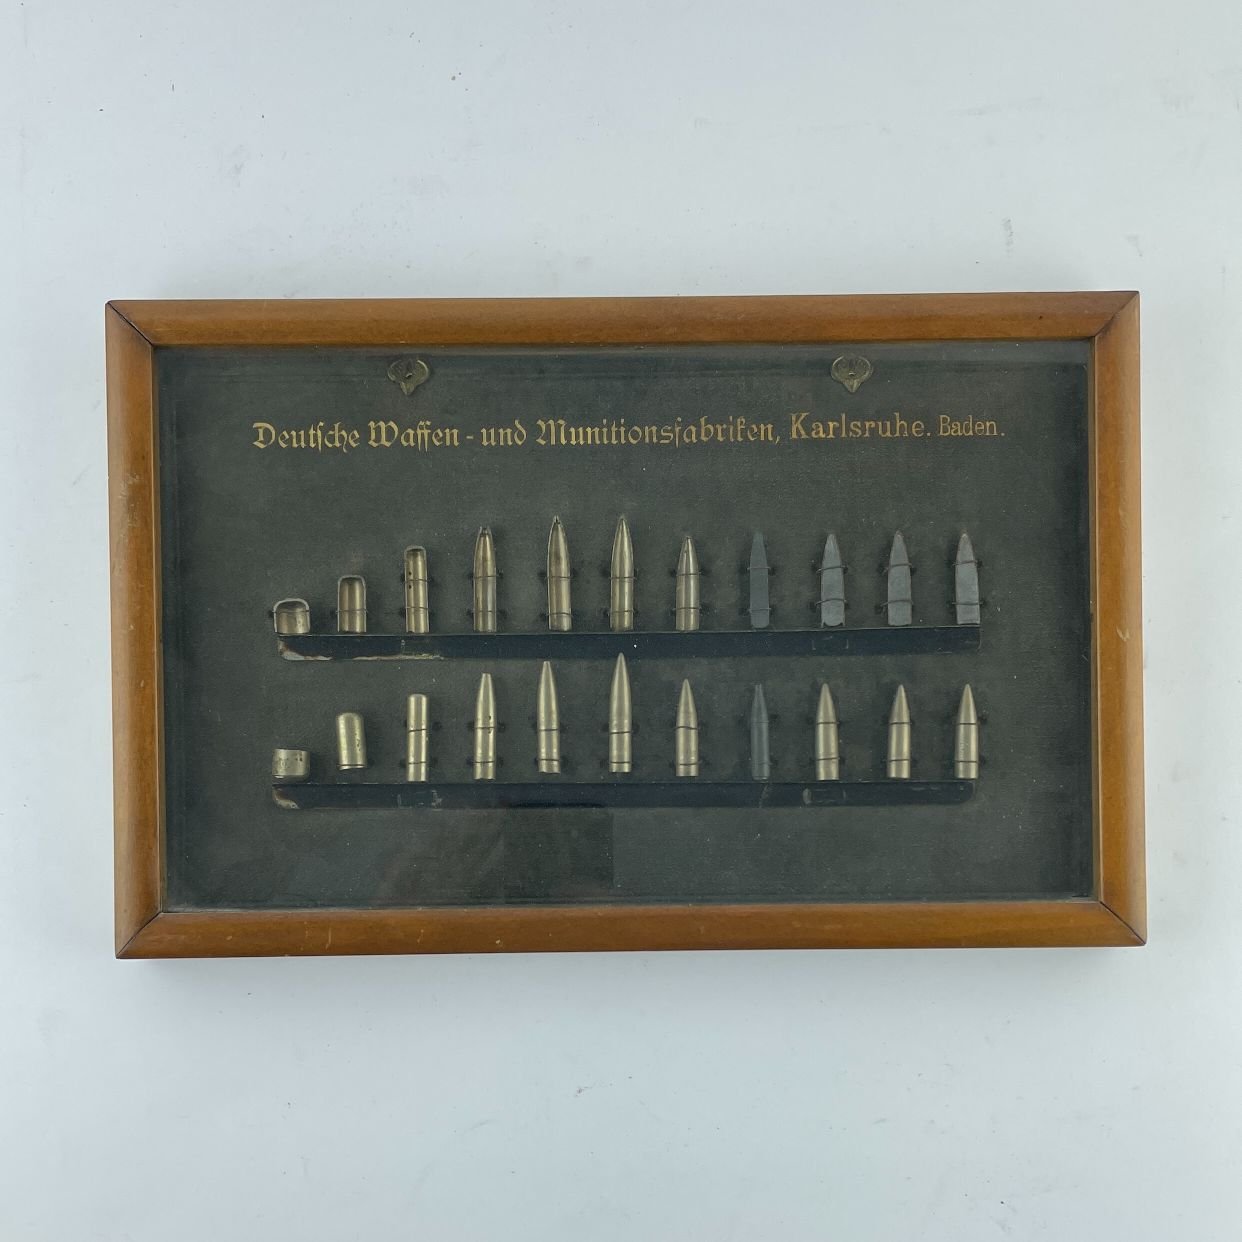 Deutſche Waffen- und Munitionsfabriken, Karlsruhe. Baden.